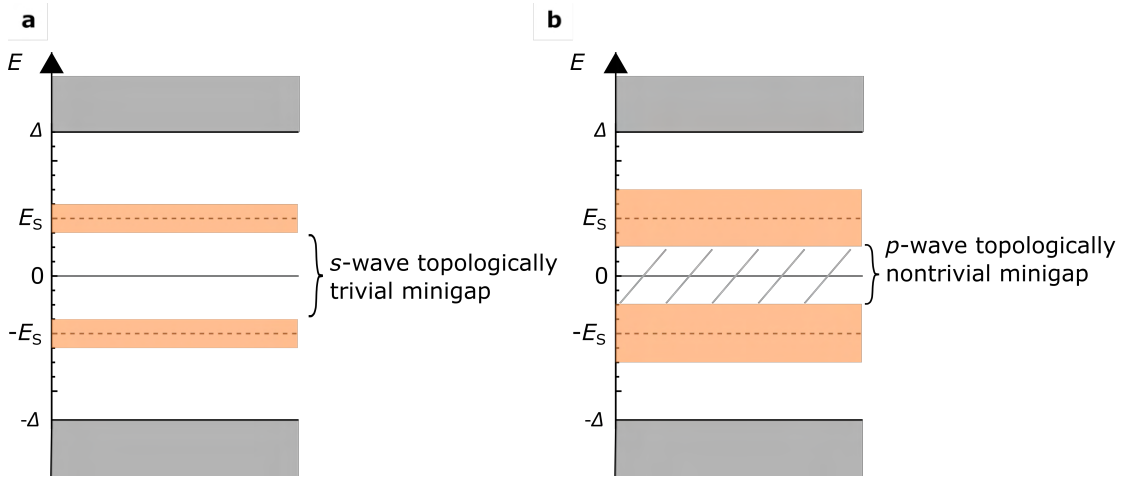 a
E
Δ
E_S
0
-E_S
-Δ
s-wave topologically
trivial minigap
b
E
Δ
E_S
0
-E_S
-Δ
p-wave topologically
nontrivial minigap